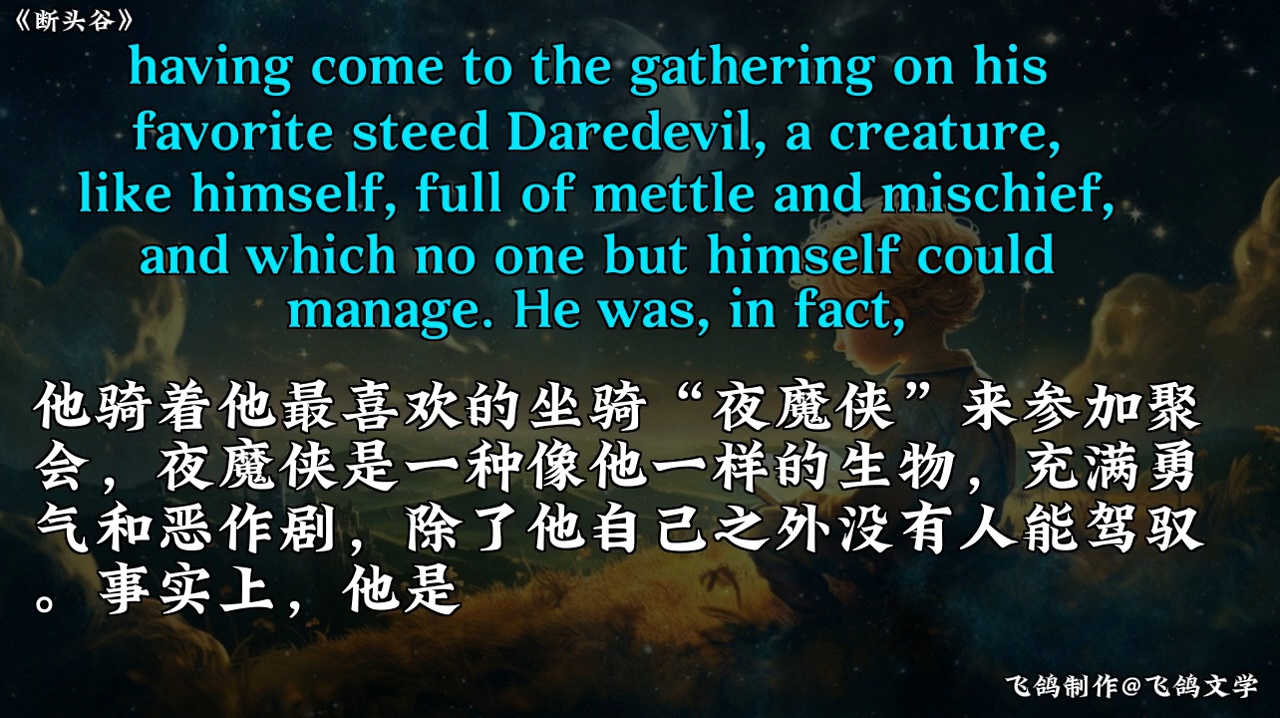 《断头谷》
having come to the gathering on his
favorite steed Daredevil, a creature,
like himself, full of mettle and mischief,
and which no one but himself could
manage. He was, in fact,
他骑着他最喜欢的坐骑“夜魔侠”来参加聚
会，夜魔侠是一种像他一样的生物，充满勇
气和恶作剧，除了他自己之外没有人能驾驭
。事实上，他是
飞鸽制作@飞鸽文学